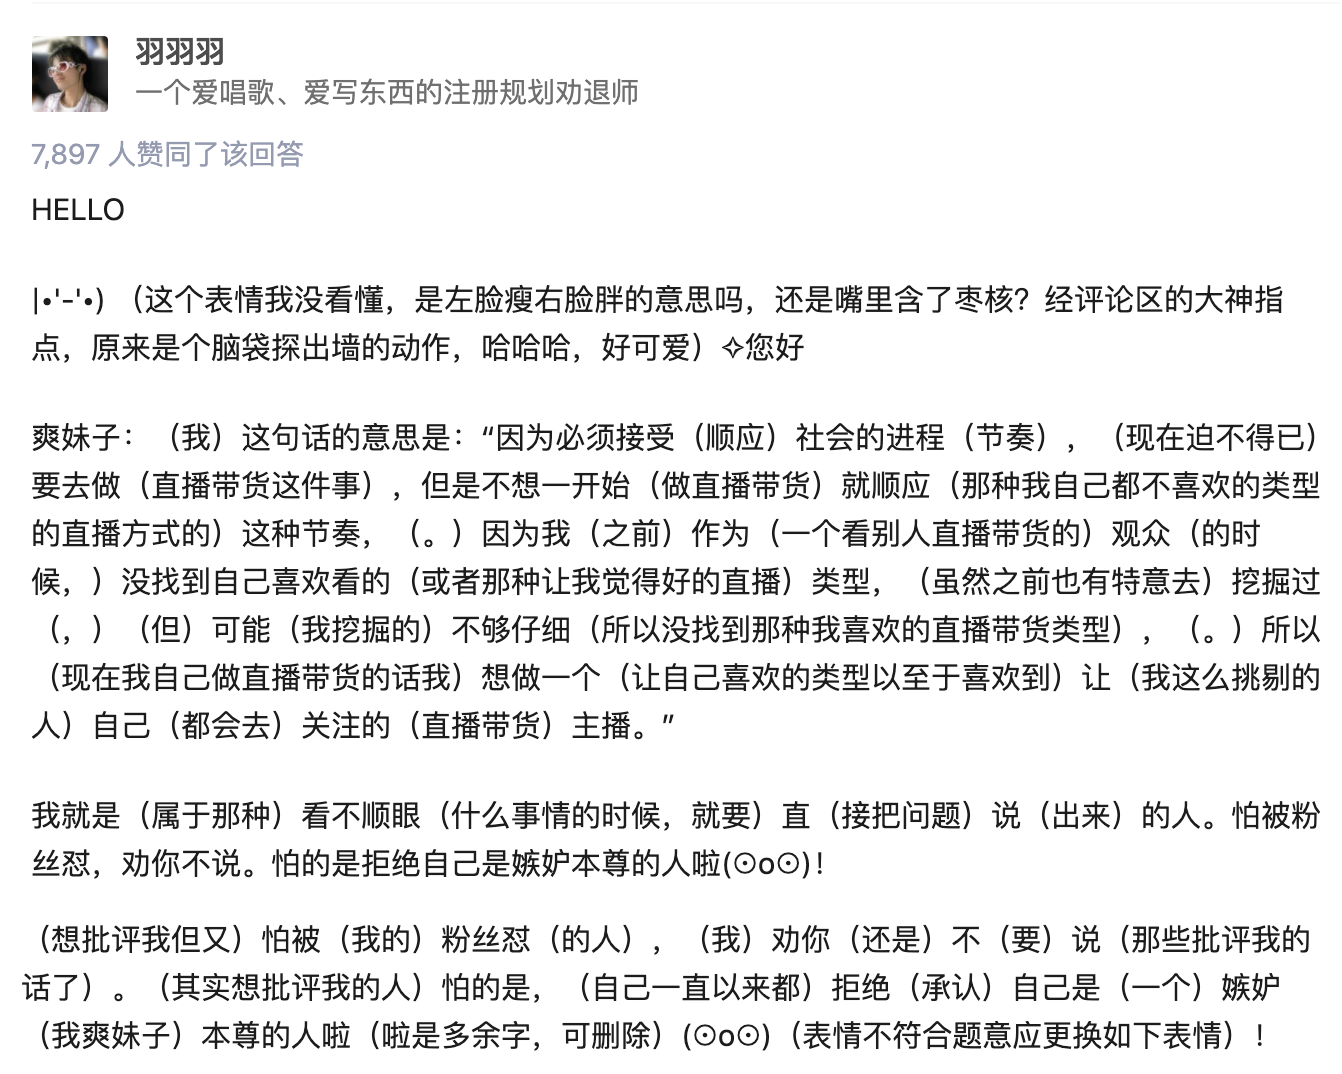 羽羽羽
一个爱唱歌、爱写东西的注册规划劝退师
7,897 人赞同了该回答
HELLO
|•'-'•) （这个表情我没看懂，是左脸瘦右脸胖的意思吗，还是嘴里含了枣核？经评论区的大神指
点，原来是个脑袋探出墙的动作，哈哈哈，好可爱）✧您好
爽妹子：（我）这句话的意思是：“因为必须接受（顺应）社会的进程（节奏），（现在迫不得已）
要去做（直播带货这件事），但是不想一开始（做直播带货）就顺应（那种我自己都不喜欢的类型
的直播方式的）这种节奏，（。）因为我（之前）作为（一个看别人直播带货的）观众（的时
候，）没找到自己喜欢看的（或者那种让我觉得好的直播）类型，（虽然之前也有特意去）挖掘过
（，）（但）可能（我挖掘的）不够仔细（所以没找到那种我喜欢的直播带货类型），（。）所以
（现在我自己做直播带货的话我）想做一个（让自己喜欢的类型以至于喜欢到）让（我这么挑剔的
人）自己（都会去）关注的（直播带货）主播。”
我就是（属于那种）看不顺眼（什么事情的时候，就要）直（接把问题）说（出来）的人。怕被粉
丝怼，劝你不说。怕的是拒绝自己是嫉妒本尊的人啦(⊙o⊙)！
（想批评我但又）怕被（我的）粉丝怼（的人），（我）劝你（还是）不（要）说（那些批评我的
话了）。（其实想批评我的人）怕的是，（自己一直以来都）拒绝（承认）自己是（一个）嫉妒
（我爽妹子）本尊的人啦（啦是多余字，可删除）(⊙o⊙)（表情不符合题意应更换如下表情）！